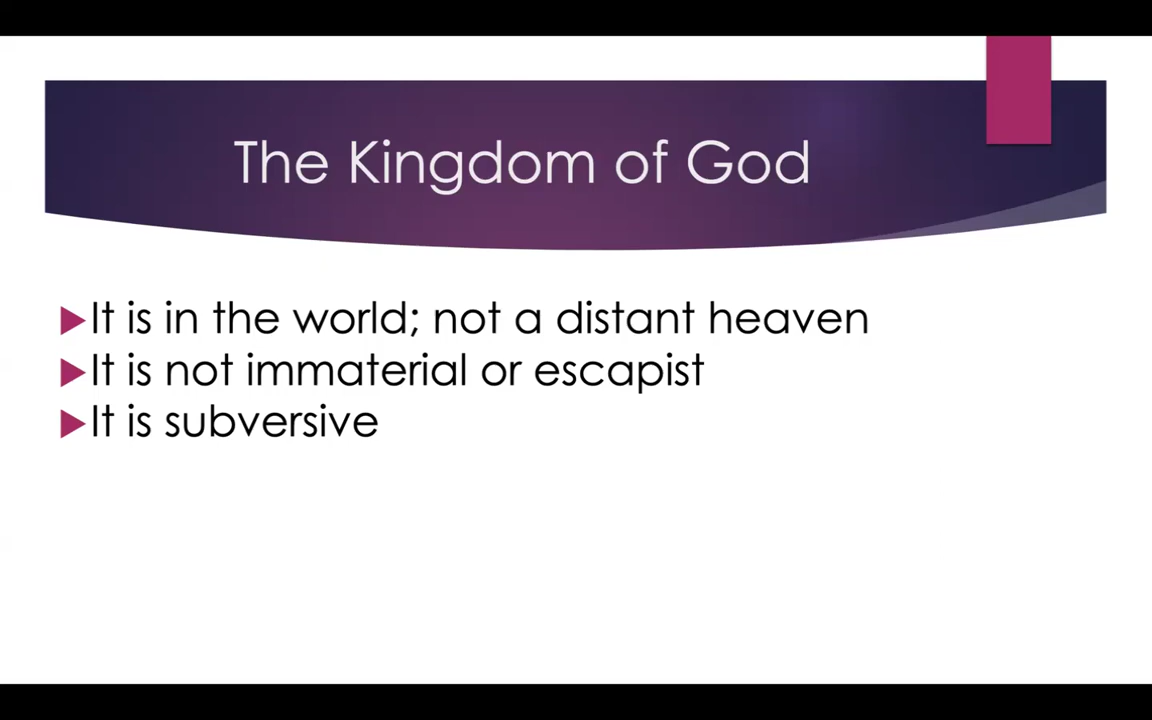 The Kingdom of God
It is in the world; not a distant heaven
It is not immaterial or escapist
It is subversive